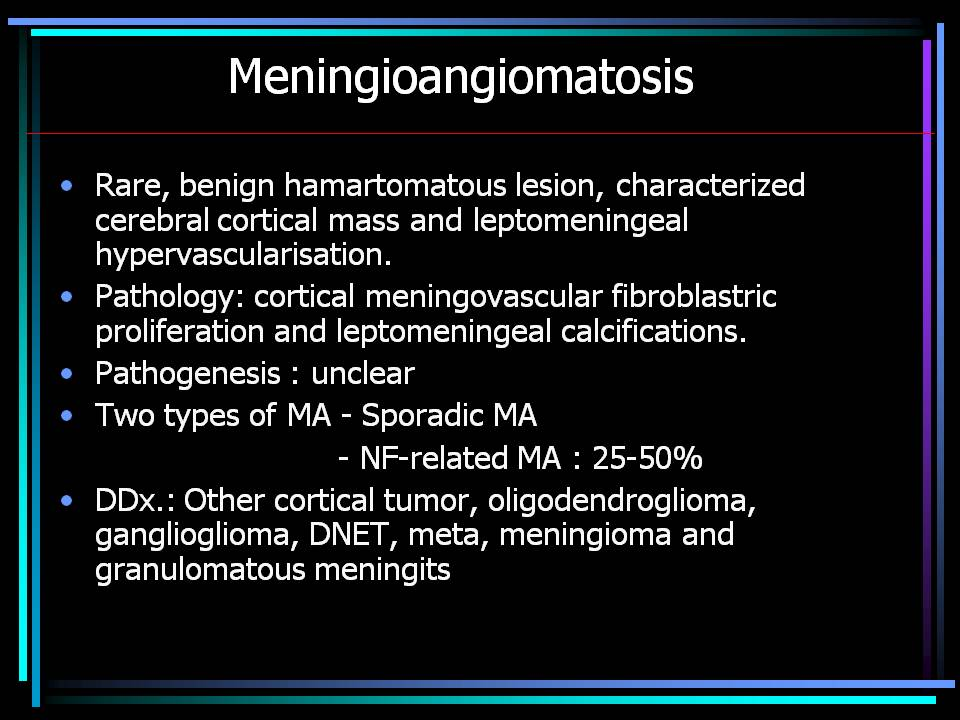 Meningioangiomatosis
• Rare, benign hamartomatous lesion, characterized
cerebral cortical mass and leptomeningeal
hypervascularisation.
• Pathology: cortical meningovascular fibroblastric
proliferation and leptomeningeal calcifications.
• Pathogenesis : unclear
• Two types of MA - Sporadic MA
- NF-related MA : 25-50%
• DDx.: Other cortical tumor, oligodendroglioma,
ganglioglioma, DNET, meta, meningioma and
granulomatous meningits